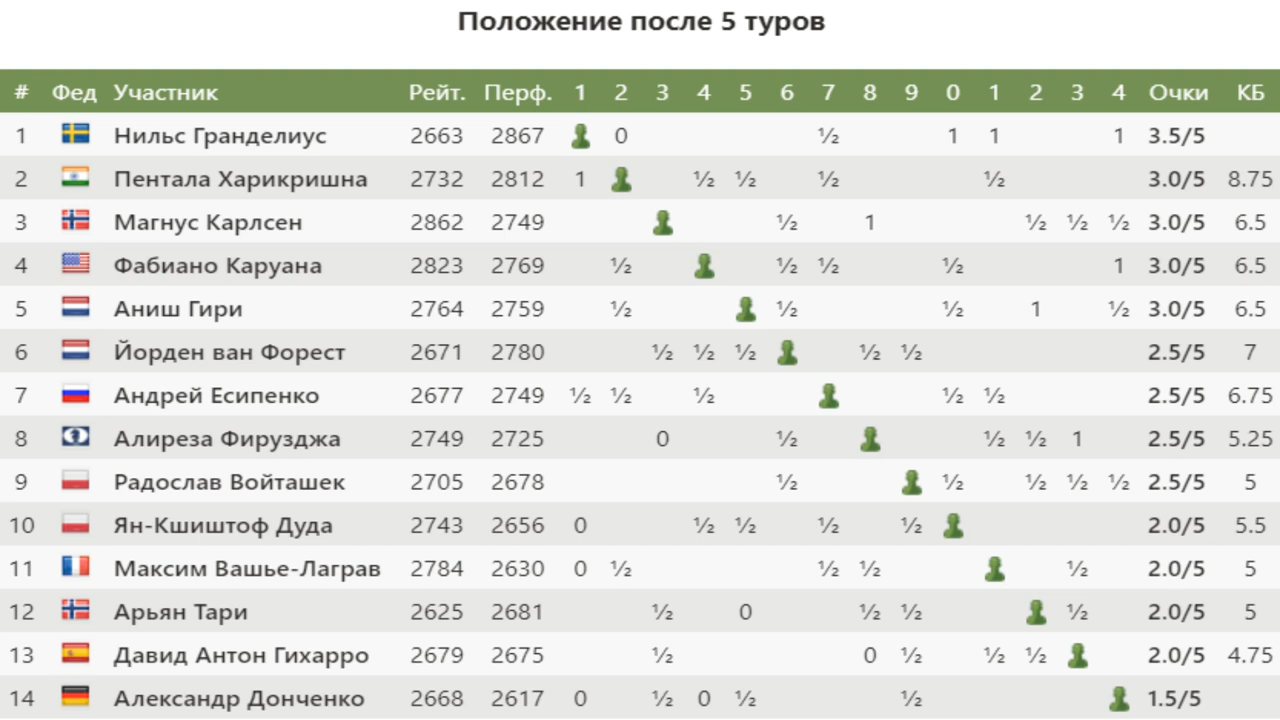 Положение после 5 туров
# Фед Участник Рейт. Перф. 1 2 3 4 5 6 7 8 9 0 1 2 3 4 Очки КБ
1 Нильс Гранделиус 2663 2867 0 ½ 1 1 1 3.5/5
2 Пентала Харикришна 2732 2812 1 ½ ½ ½ ½ 3.0/5 8.75
3 Магнус Карлсен 2862 2749 ½ 1 ½ ½ ½ 3.0/5 6.5
4 Фабиано Каруана 2823 2769 ½ ½ ½ ½ 1 3.0/5 6.5
5 Аниш Гири 2764 2759 ½ ½ ½ 1 ½ 3.0/5 6.5
6 Йорден ван Форест 2671 2780 ½ ½ ½ ½ ½ 2.5/5 7
7 Андрей Есипенко 2677 2749 ½ ½ ½ ½ ½ 2.5/5 6.75
8 Алиреза Фирузджа 2749 2725 0 ½ ½ ½ 1 2.5/5 5.25
9 Радослав Войташек 2705 2678 ½ ½ ½ ½ ½ 2.5/5 5
10 Ян-Кшиштоф Дуда 2743 2656 0 ½ ½ ½ ½ 2.0/5 5.5
11 Максим Вашье-Лаграв 2784 2630 0 ½ ½ ½ ½ 2.0/5 5
12 Арьян Тари 2625 2681 ½ 0 ½ ½ ½ 2.0/5 5
13 Давид Антон Гихарро 2679 2675 ½ 0 ½ ½ ½ 2.0/5 4.75
14 Александр Донченко 2668 2617 0 ½ 0 ½ ½ 1.5/5